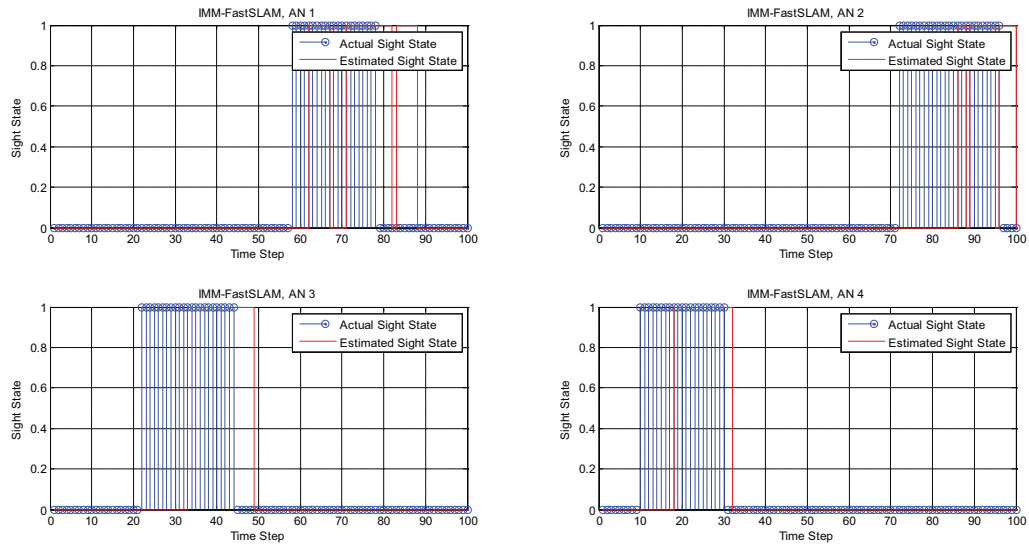 IMM-FastSLAM, AN 1
1
0.8
0.6
0.4
0.2
0
Sight State
0 10 20 30 40 50 60 70 80 90 100
Time Step
Actual Sight State
Estimated Sight State
IMM-FastSLAM, AN 2
1
0.8
0.6
0.4
0.2
0
Sight State
0 10 20 30 40 50 60 70 80 90 100
Time Step
Actual Sight State
Estimated Sight State
IMM-FastSLAM, AN 3
1
0.8
0.6
0.4
0.2
0
Sight State
0 10 20 30 40 50 60 70 80 90 100
Time Step
Actual Sight State
Estimated Sight State
IMM-FastSLAM, AN 4
1
0.8
0.6
0.4
0.2
0
Sight State
0 10 20 30 40 50 60 70 80 90 100
Time Step
Actual Sight State
Estimated Sight State